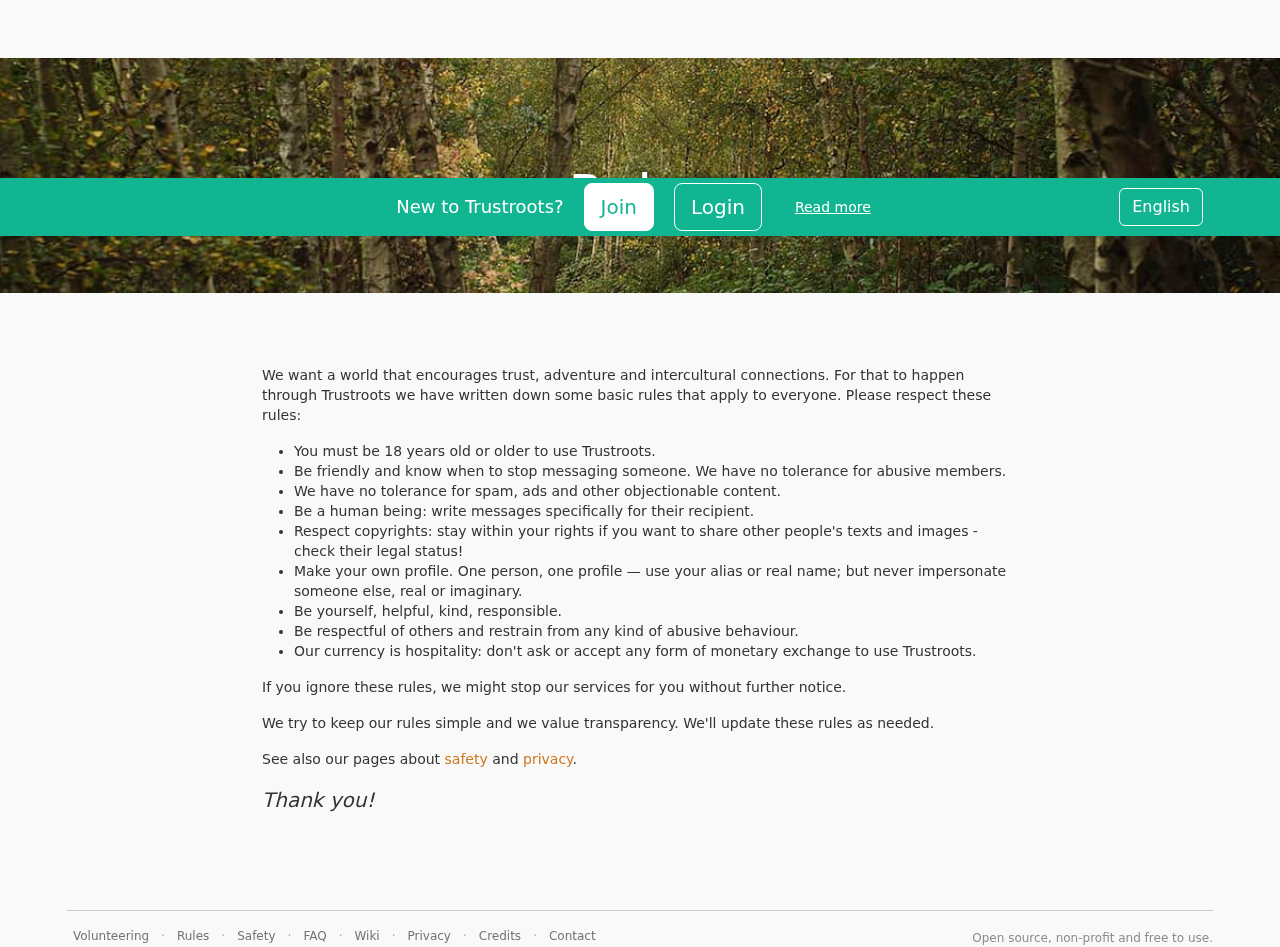 New to Trustroots? Join Login Read more English
We want a world that encourages trust, adventure and intercultural connections. For that to happen
through Trustroots we have written down some basic rules that apply to everyone. Please respect these
rules:
• You must be 18 years old or older to use Trustroots.
• Be friendly and know when to stop messaging someone. We have no tolerance for abusive members.
• We have no tolerance for spam, ads and other objectionable content.
• Be a human being: write messages specifically for their recipient.
• Respect copyrights: stay within your rights if you want to share other people's texts and images -
check their legal status!
• Make your own profile. One person, one profile — use your alias or real name; but never impersonate
someone else, real or imaginary.
• Be yourself, helpful, kind, responsible.
• Be respectful of others and restrain from any kind of abusive behaviour.
• Our currency is hospitality: don't ask or accept any form of monetary exchange to use Trustroots.
If you ignore these rules, we might stop our services for you without further notice.
We try to keep our rules simple and we value transparency. We'll update these rules as needed.
See also our pages about safety and privacy.
Thank you!
Volunteering · Rules · Safety · FAQ · Wiki · Privacy · Credits · Contact
Open source, non-profit and free to use.